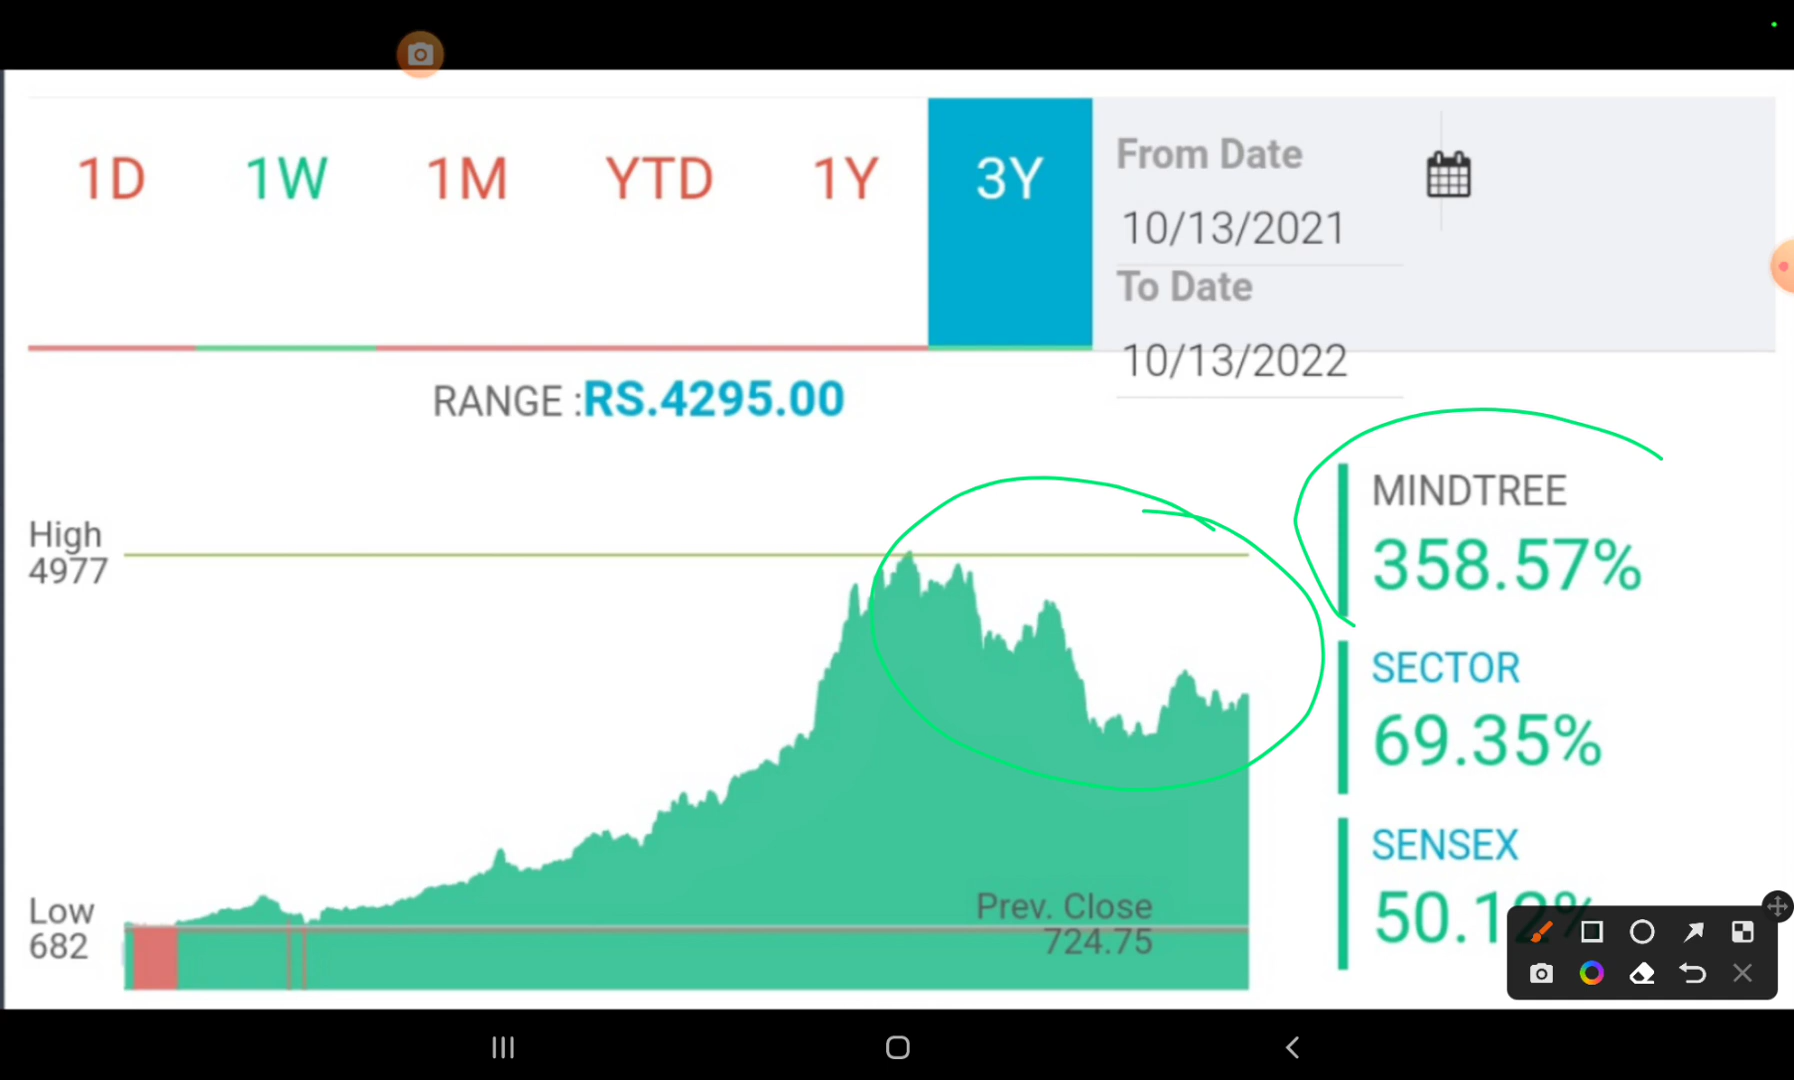 1D 1W 1M YTD 1Y 3Y
From Date
10/13/2021
To Date
10/13/2022
RANGE :RS.4295.00
High
4977
MINDTREE
358.57%
SECTOR
69.35%
SENSEX
Low
682
Prev. Close
724.75